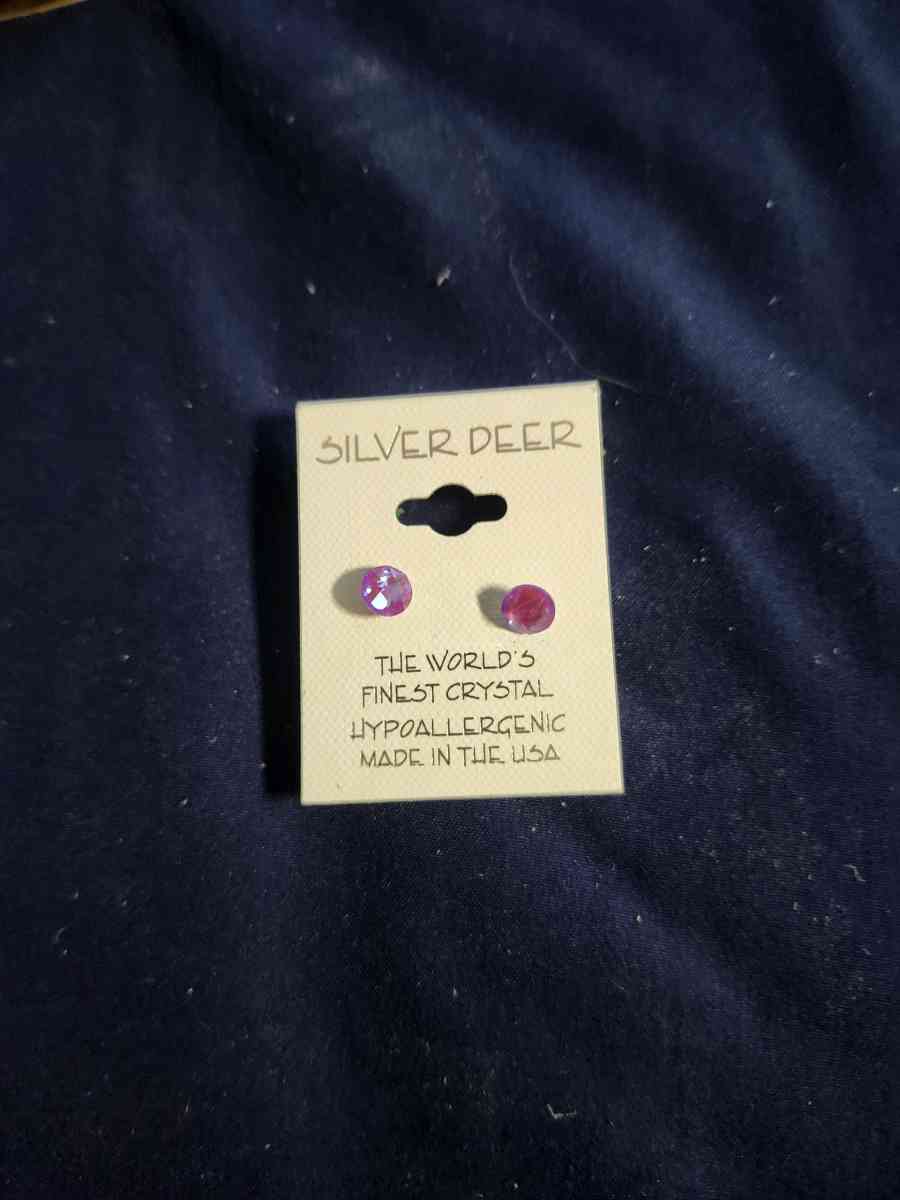 SILVER DEER
THE WORLD'S
FINEST CRYSTAL
HYPOALLERGENIC
MADE IN THE USA